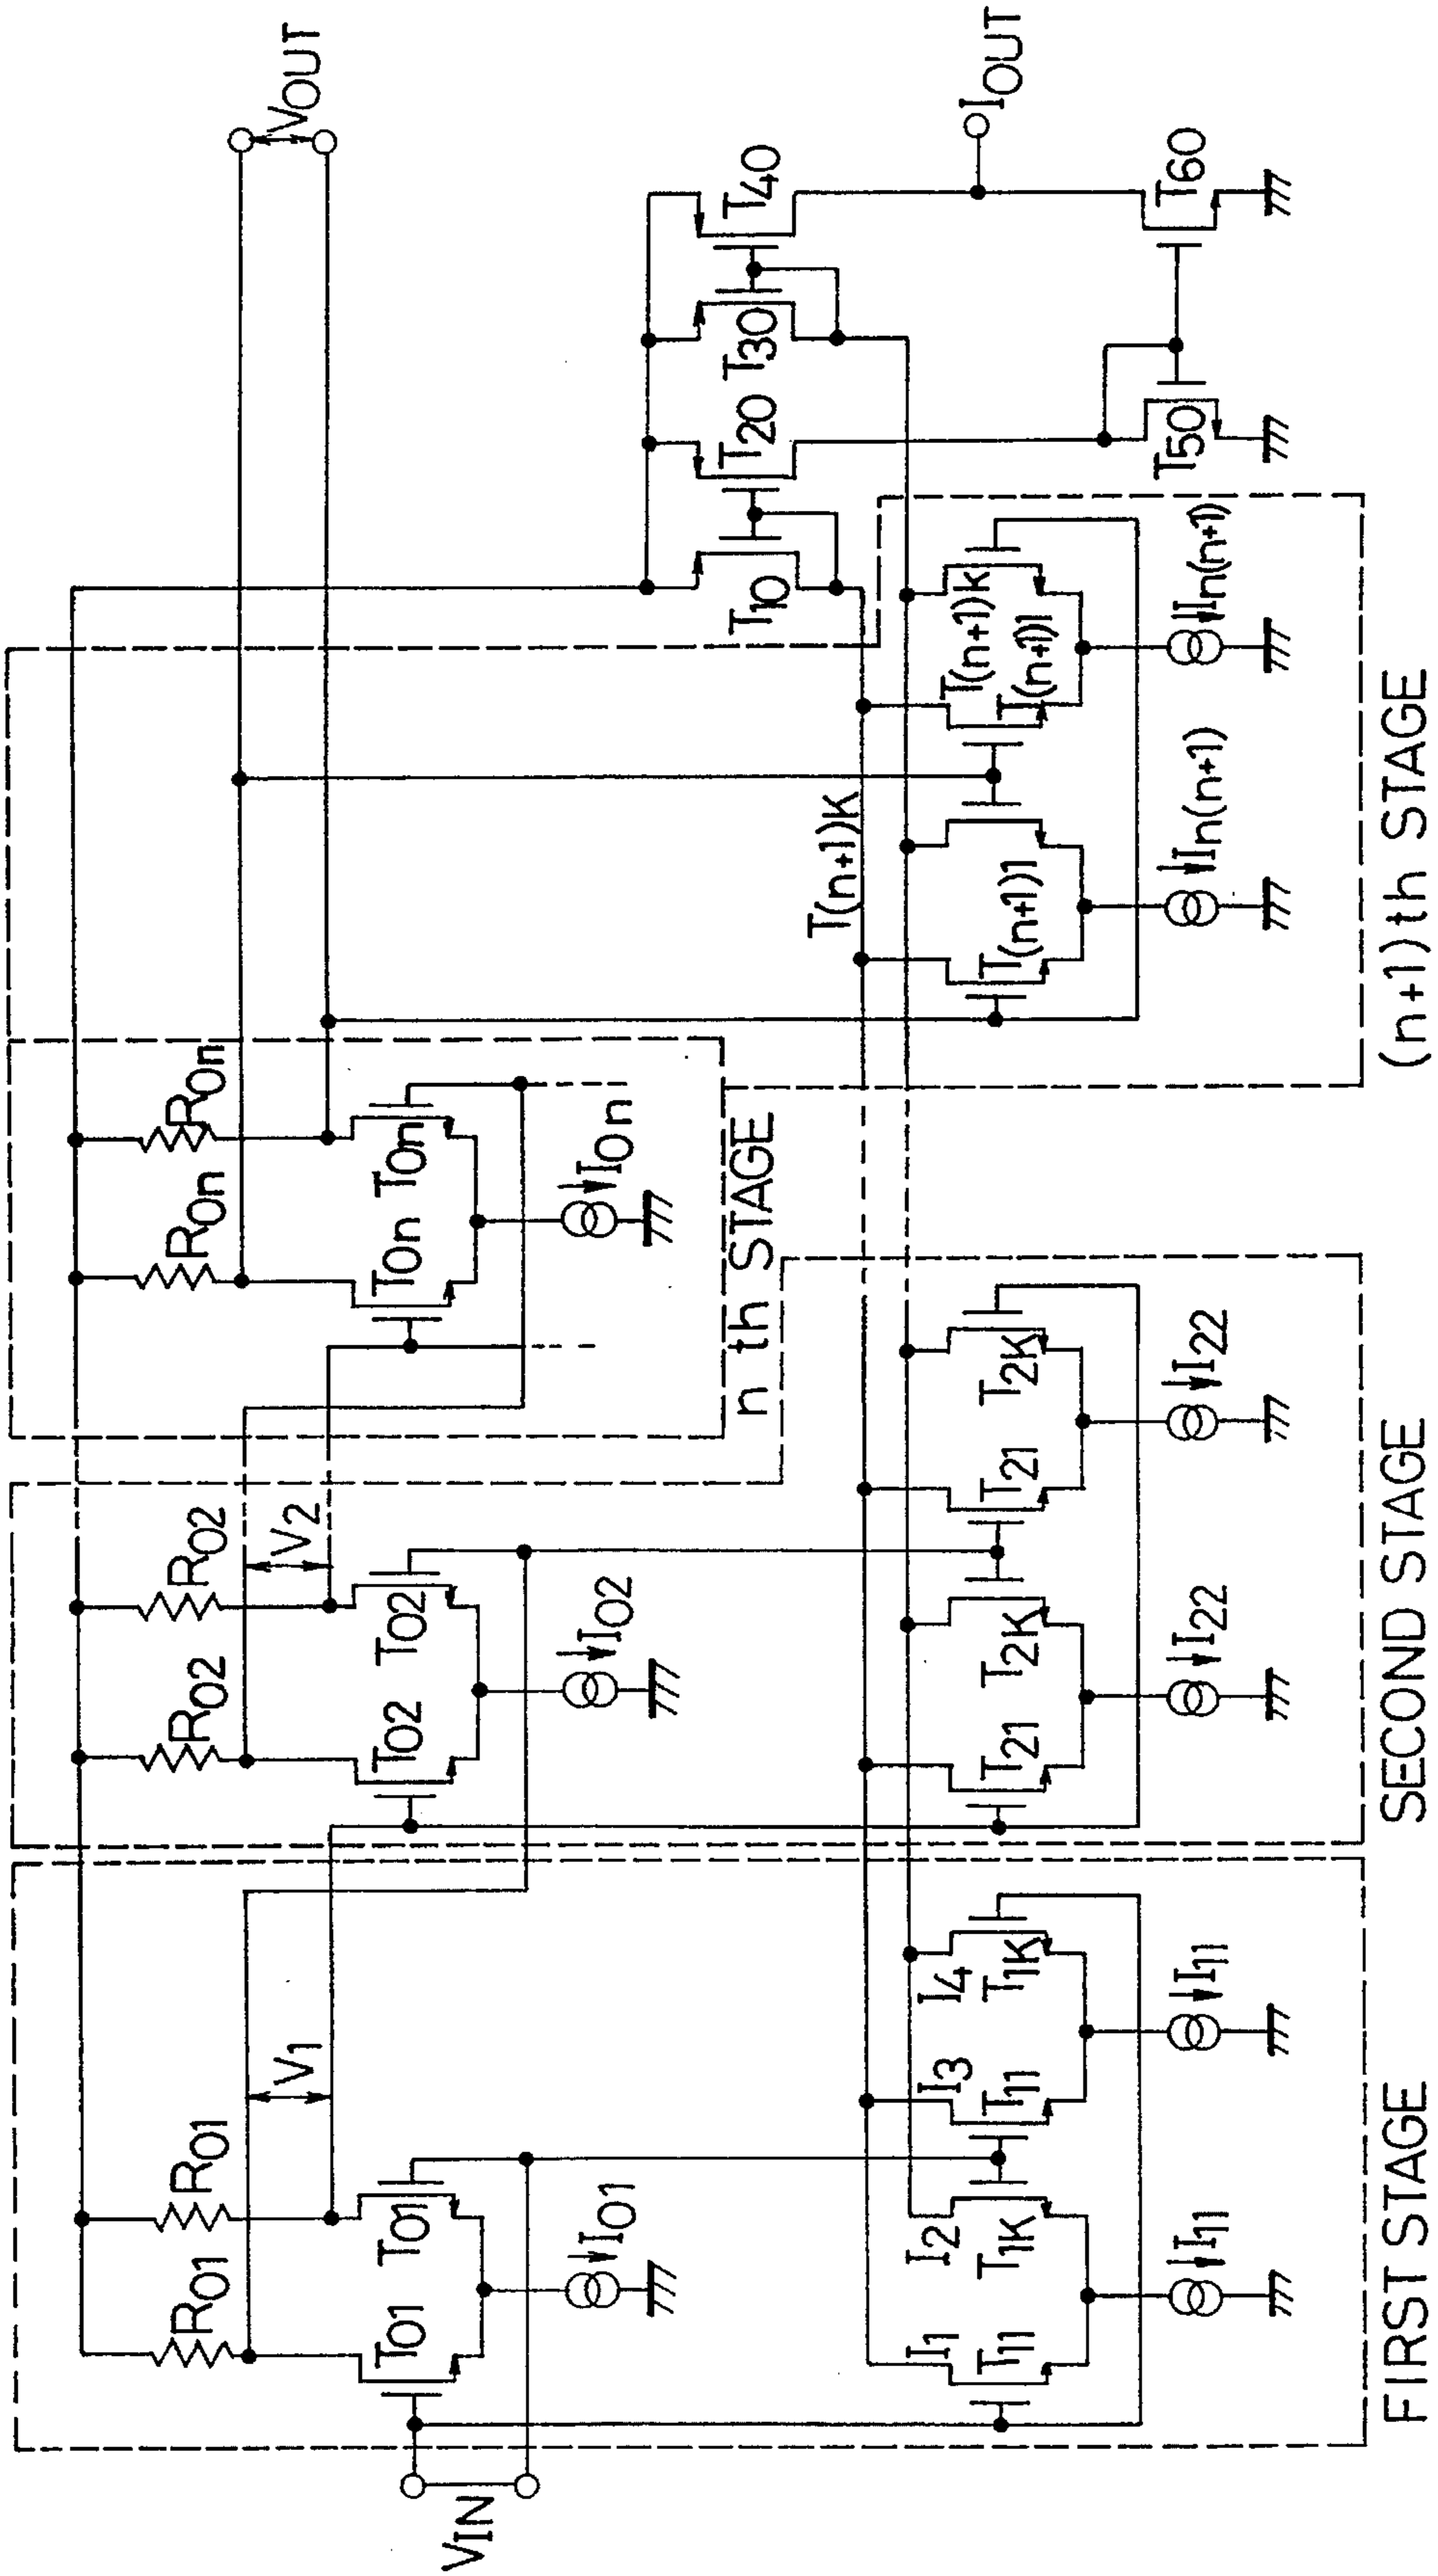 VIN
R01
R01
V1
T01
T01
I01
I1
T11
I2
T1K
I3
T11
I4
T1K
I11
I11
FIRST STAGE
R02
R02
V2
T02
T02
I02
T21
T2K
T21
T2K
I22
I22
SECOND STAGE
R0n
R0n
T0n
T0n
I0n
n th STAGE
T(n+1)K
T(n+1)1
T(n+1)K
T(n+1)1
In(n+1)
In(n+1)
(n+1)th STAGE
T10
T20
T30
T40
T50
T60
VOUT
IOUT